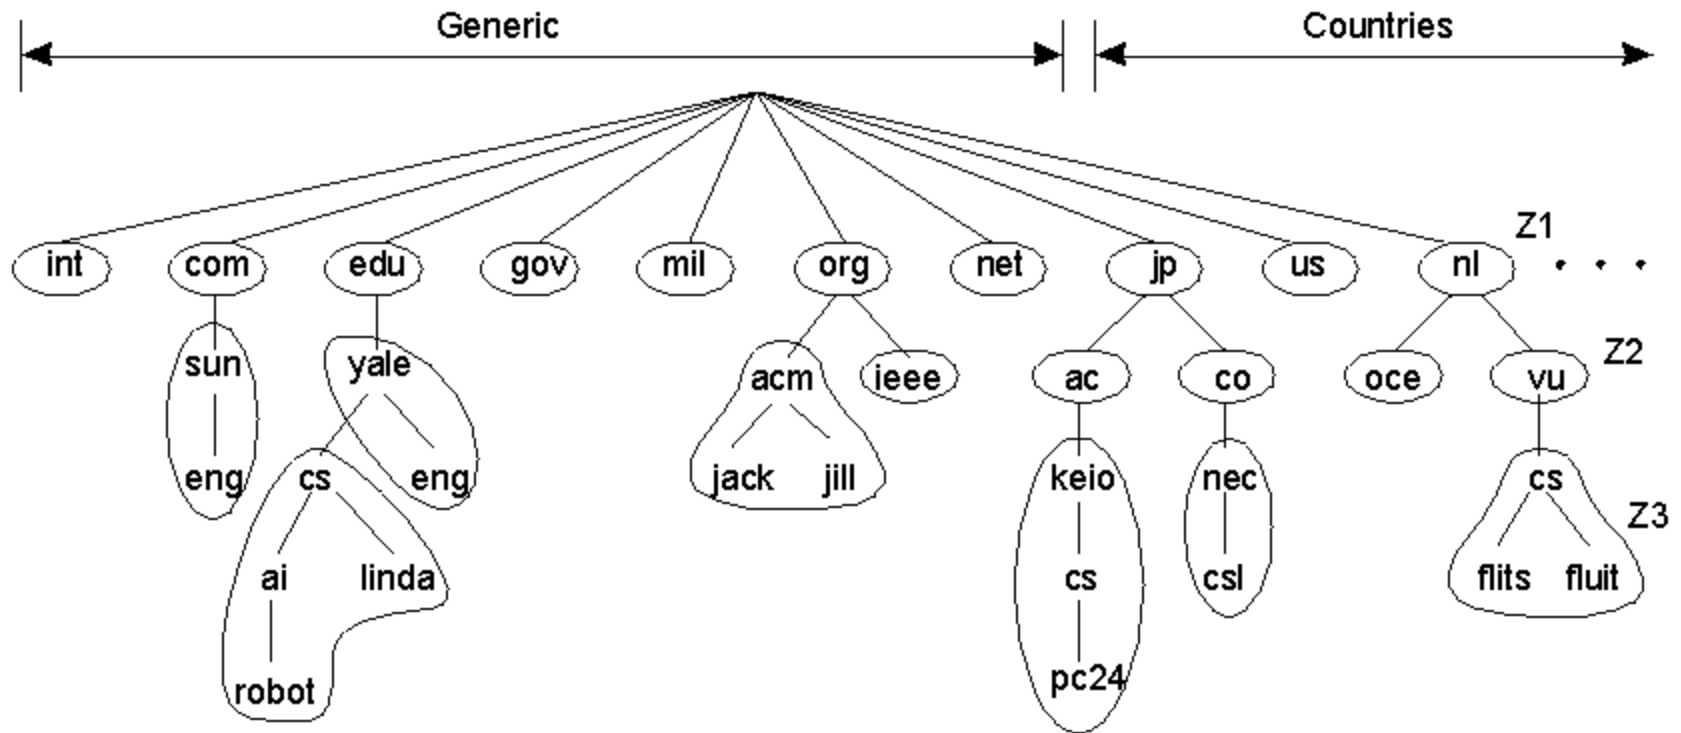 Generic Countries
Z1
int com edu gov mil org net jp us nl . . .
Z2
sun yale acm ieee ac co oce vu
eng cs eng jack jill keio nec cs
Z3
ai linda cs csl flits fluit
robot pc24